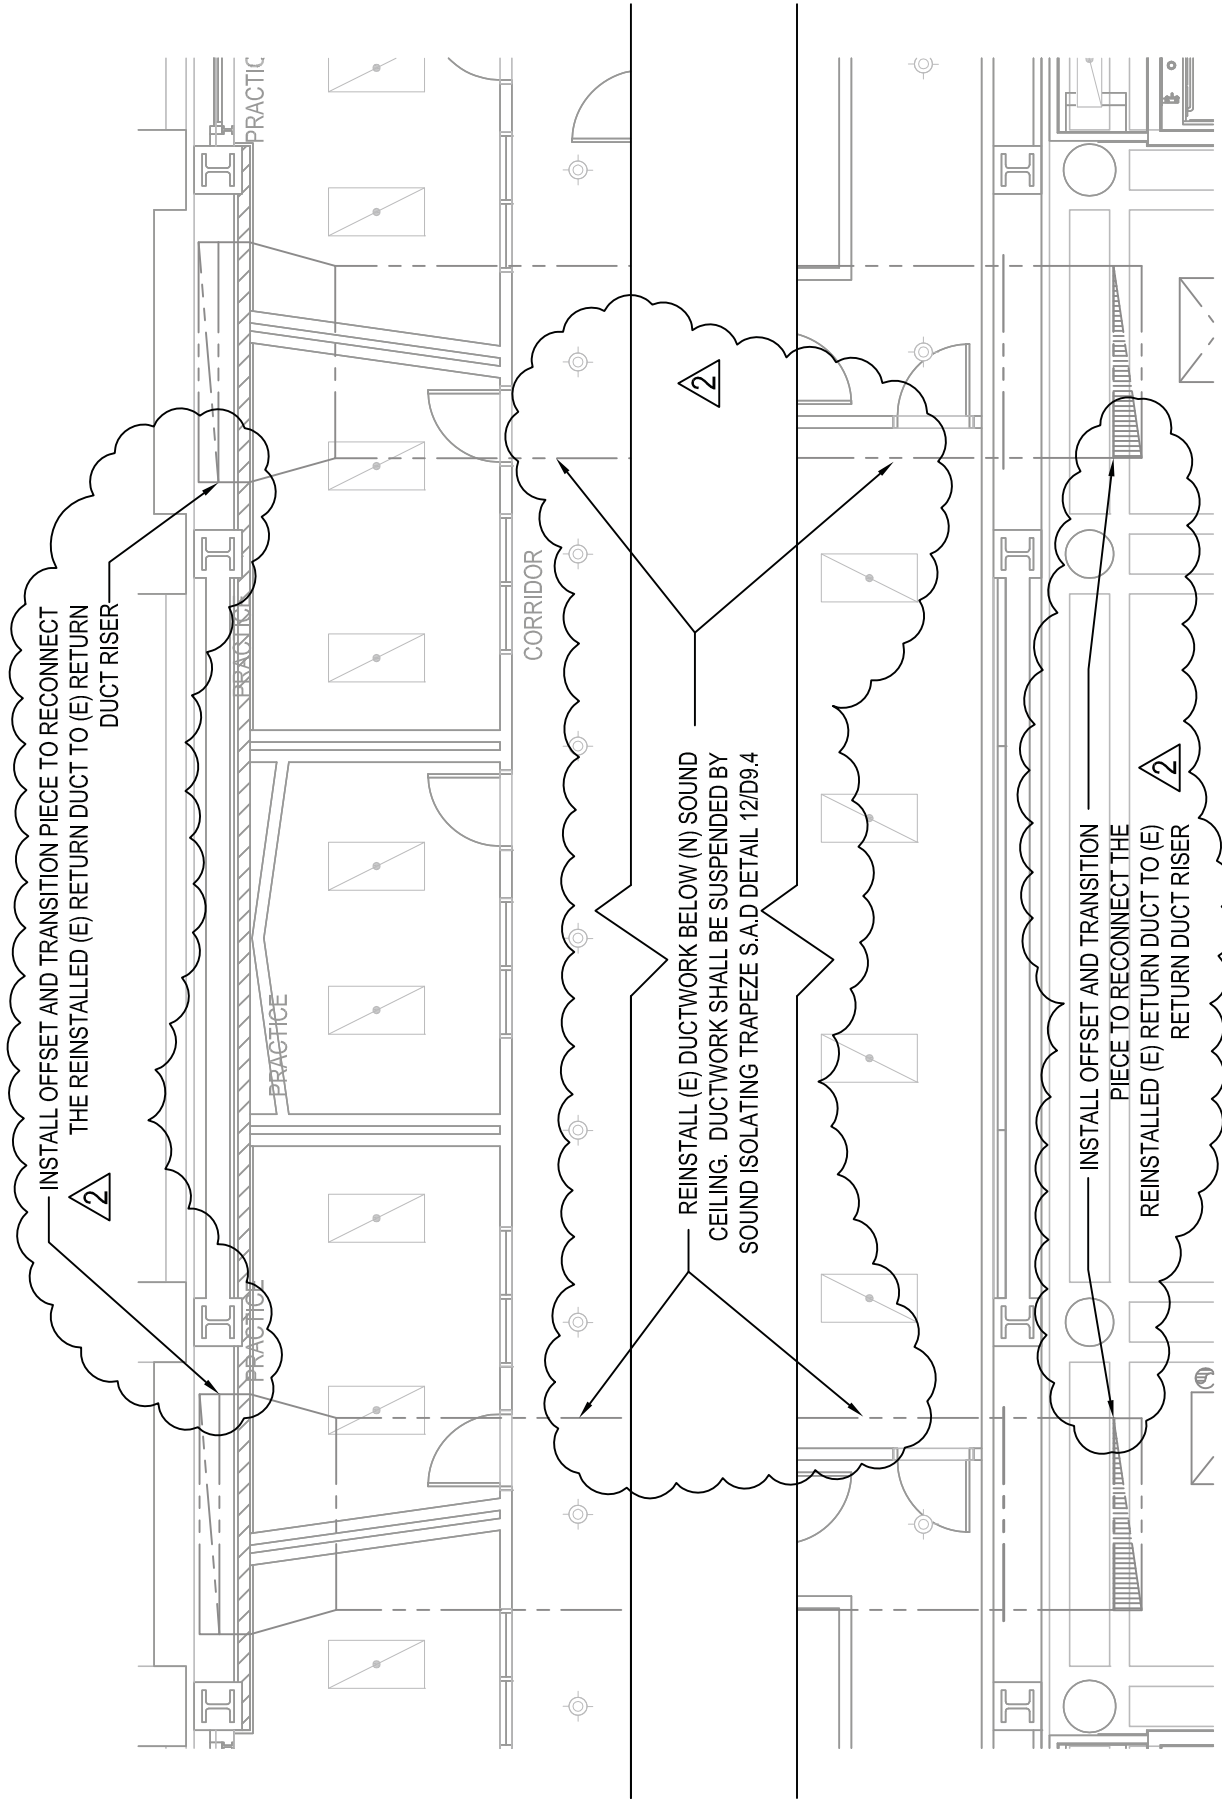 INSTALL OFFSET AND TRANSITION PIECE TO RECONNECT
THE REINSTALLED (E) RETURN DUCT TO (E) RETURN
DUCT RISER
2
PRACTICE
PRACTICE
PRACTICE
PRACTIC
CORRIDOR
REINSTALL (E) DUCTWORK BELOW (N) SOUND
CEILING. DUCTWORK SHALL BE SUSPENDED BY
SOUND ISOLATING TRAPEZE S.A.D DETAIL 12/D9.4
2
INSTALL OFFSET AND TRANSITION
PIECE TO RECONNECT THE
REINSTALLED (E) RETURN DUCT TO (E)
RETURN DUCT RISER
2